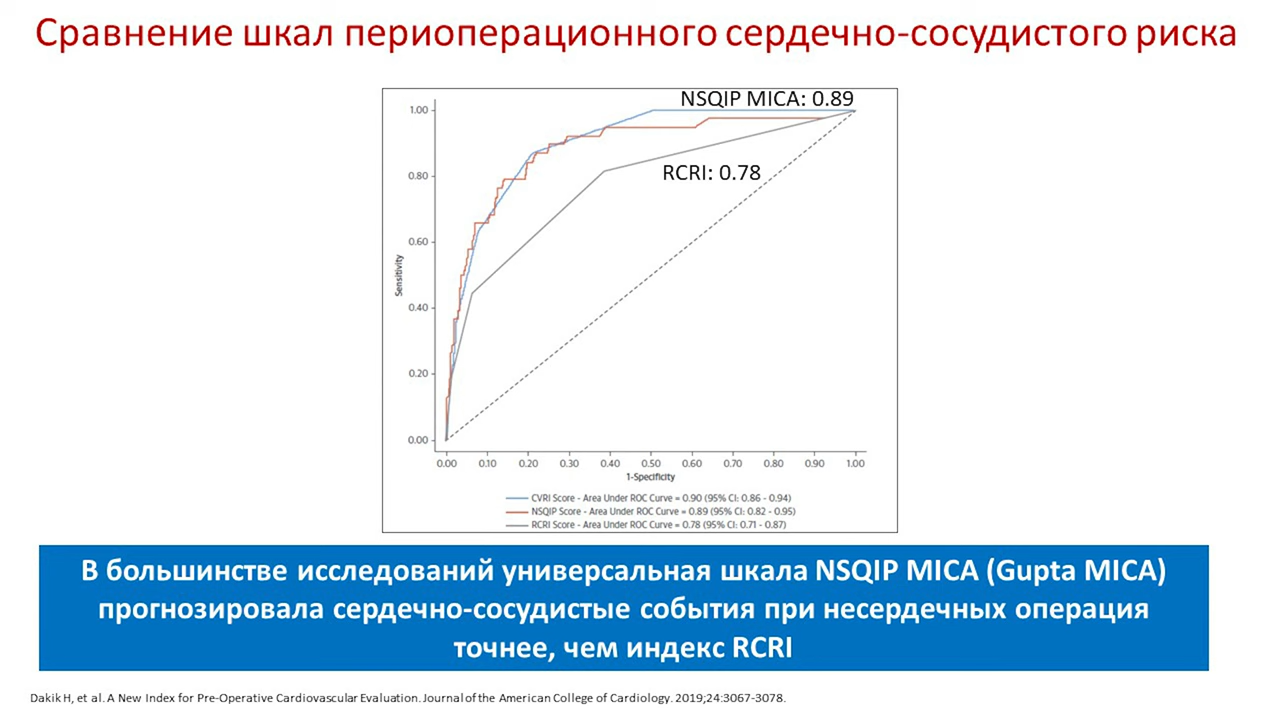 Сравнение шкал периоперационного сердечно-сосудистого риска
NSQIP MICA: 0.89
RCRI: 0.78
1.00
0.80
0.60
0.40
0.20
0.00
Sensitivity
0.00 0.10 0.20 0.30 0.40 0.50 0.60 0.70 0.80 0.90 1.00
1-Specificity
CVRI Score - Area Under ROC Curve = 0.90 (95% CI: 0.86 - 0.94)
NSQIP Score - Area Under ROC Curve = 0.89 (95% CI: 0.82 - 0.95)
RCRI Score - Area Under ROC Curve = 0.78 (95% CI: 0.71 - 0.87)
В большинстве исследований универсальная шкала NSQIP MICA (Gupta MICA)
прогнозировала сердечно-сосудистые события при несердечных операция
точнее, чем индекс RCRI
Dakik H, et al. A New Index for Pre-Operative Cardiovascular Evaluation. Journal of the American College of Cardiology. 2019;24:3067-3078.